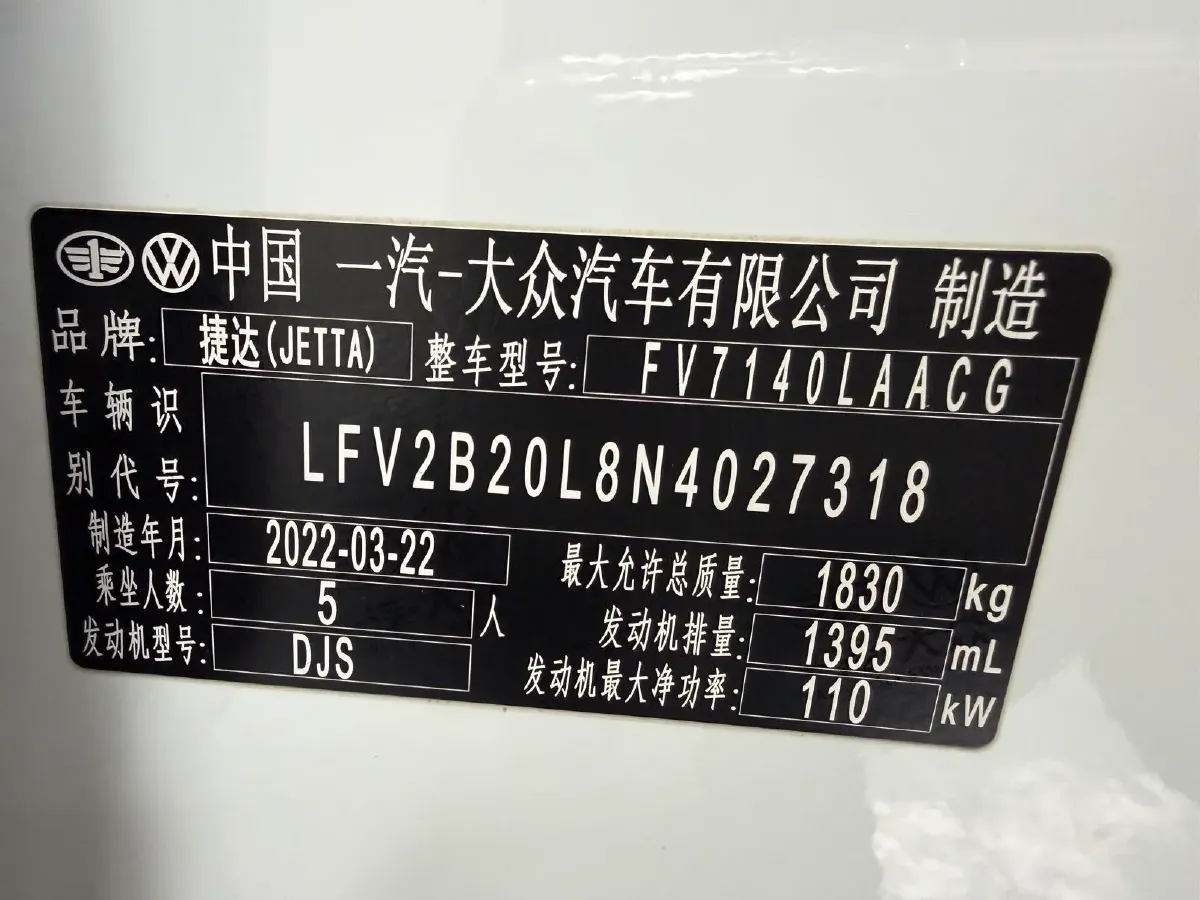 中国 一汽-大众汽车有限公司 制造
品牌: 捷达(JETTA) 整车型号: FV7140LAACG
车辆识别代号: LFV2B20L8N4027318
制造年月: 2022-03-22 最大允许总质量: 1830 kg
乘坐人数: 5 人 发动机排量: 1395 mL
发动机型号: DJS 发动机最大净功率: 110 kW